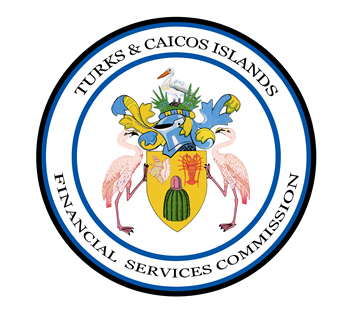 TURKS & CAICOS ISLANDS
FINANCIAL SERVICES COMMISSION